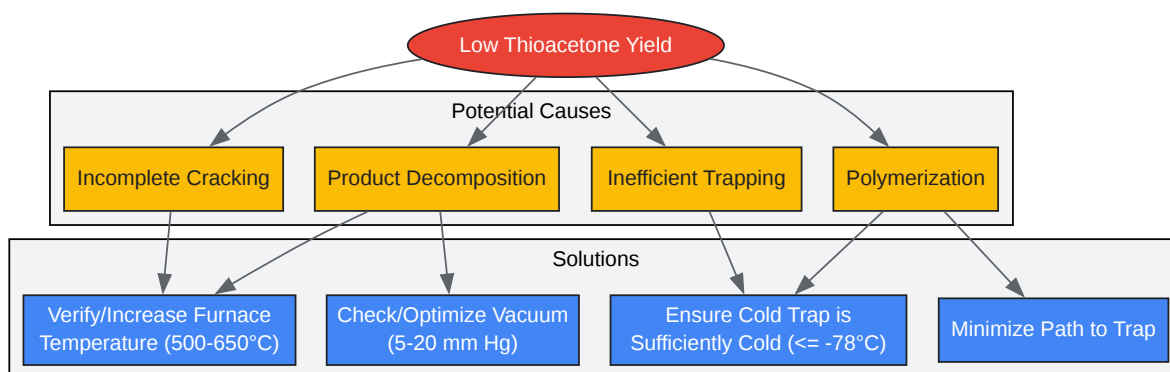 Low Thioacetone Yield
Potential Causes
Incomplete Cracking
Product Decomposition
Inefficient Trapping
Polymerization
Solutions
Verify/Increase Furnace
Temperature (500-650°C)
Check/Optimize Vacuum
(5-20 mm Hg)
Ensure Cold Trap is
Sufficiently Cold (<= -78°C)
Minimize Path to Trap